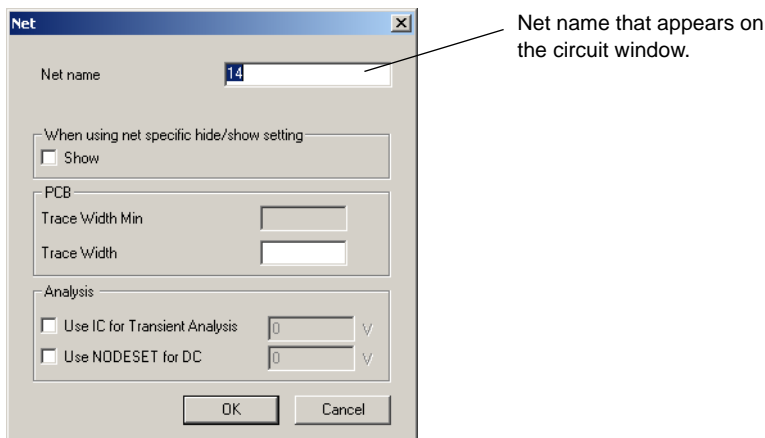 Net
Net name that appears on
the circuit window.
Net name 14
When using net specific hide/show setting
Show
PCB
Trace Width Min
Trace Width
Analysis
Use IC for Transient Analysis 0 V
Use NODESET for DC 0 V
OK Cancel